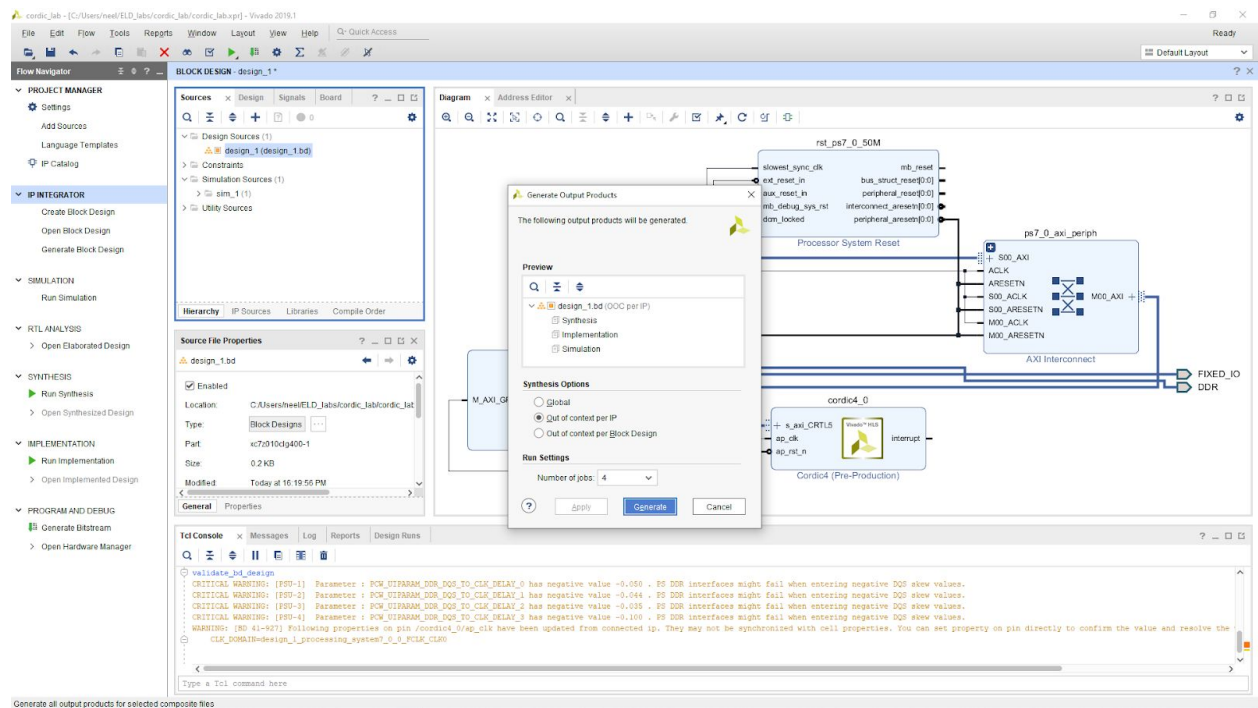 cordic_lab - [C:/Users/neel/ELD_labs/cordic_lab/cordic_lab.xpr] - Vivado 2019.1
File Edit Flow Tools Reports Window Layout View Help Quick Access
Ready
Default Layout
Flow Navigator
PROJECT MANAGER
Settings
Add Sources
Language Templates
IP Catalog
IP INTEGRATOR
Create Block Design
Open Block Design
Generate Block Design
SIMULATION
Run Simulation
RTL ANALYSIS
Open Elaborated Design
SYNTHESIS
Run Synthesis
Open Synthesized Design
IMPLEMENTATION
Run Implementation
Open Implemented Design
PROGRAM AND DEBUG
Generate Bitstream
Open Hardware Manager
BLOCK DESIGN - design_1 *
Sources Design Signals Board
0
Design Sources (1)
design_1 (design_1.bd)
Constraints
Simulation Sources (1)
sim_1 (1)
Utility Sources
Hierarchy IP Sources Libraries Compile Order
Source File Properties
design_1.bd
Enabled
Location: C:/Users/neel/ELD_labs/cordic_lab/cordic_lat
Type: Block Designs
Part: xc7z010clg400-1
Size: 0.2 KB
Modified: Today at 16:19:56 PM
General Properties
Diagram Address Editor
rst_ps7_0_50M
slowest_sync_clk mb_reset
ext_reset_in bus_struct_reset[0:0]
aux_reset_in peripheral_reset[0:0]
mb_debug_sys_rst interconnect_aresetn[0:0]
dcm_locked peripheral_aresetn[0:0]
Processor System Reset
ps7_0_axi_periph
S00_AXI
ACLK
ARESETN
S00_ACLK M00_AXI
S00_ARESETN
M00_ACLK
M00_ARESETN
AXI Interconnect
FIXED_IO
DDR
M_AXI_GP
cordic4_0
s_axi_CRTLS Vivado™ HLS
ap_clk interrupt
ap_rst_n
Cordic4 (Pre-Production)
Generate Output Products
The following output products will be generated.
Preview
design_1.bd (OOC per IP)
Synthesis
Implementation
Simulation
Synthesis Options
Global
Out of context per IP
Out of context per Block Design
Run Settings
Number of jobs: 4
Apply Generate Cancel
Tcl Console Messages Log Reports Design Runs
validate_bd_design
CRITICAL WARNING: [PSU-1] Parameter : PCW_UIPARAM_DDR_DQS_TO_CLK_DELAY_0 has negative value -0.050 . PS DDR interfaces might fail when entering negative DQS skew values.
CRITICAL WARNING: [PSU-2] Parameter : PCW_UIPARAM_DDR_DQS_TO_CLK_DELAY_1 has negative value -0.044 . PS DDR interfaces might fail when entering negative DQS skew values.
CRITICAL WARNING: [PSU-3] Parameter : PCW_UIPARAM_DDR_DQS_TO_CLK_DELAY_2 has negative value -0.035 . PS DDR interfaces might fail when entering negative DQS skew values.
CRITICAL WARNING: [PSU-4] Parameter : PCW_UIPARAM_DDR_DQS_TO_CLK_DELAY_3 has negative value -0.100 . PS DDR interfaces might fail when entering negative DQS skew values.
WARNING: [BD 41-927] Following properties on pin /cordic4_0/ap_clk have been updated from connected ip. They may not be synchronized with cell properties. You can set property on pin directly to confirm the value and resolve the
CLK_DOMAIN=design_1_processing_system7_0_0_FCLK_CLK0
Type a Tcl command here
Generate all output products for selected composite files